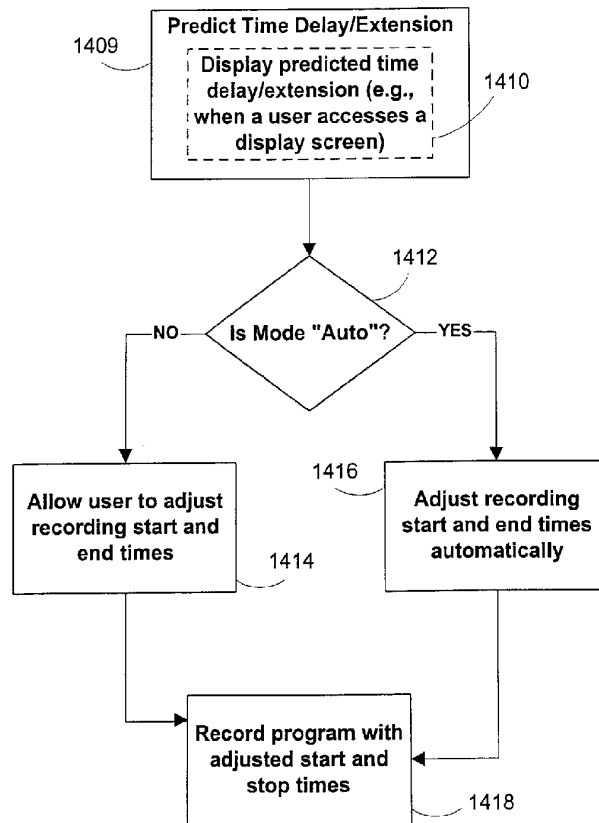 Predict Time Delay/Extension
1409
Display predicted time
delay/extension (e.g.,
when a user accesses a
display screen)
1410
1412
Is Mode "Auto"?
NO
YES
Allow user to adjust
recording start and
end times
1414
1416
Adjust recording
start and end times
automatically
Record program with
adjusted start and
stop times
1418